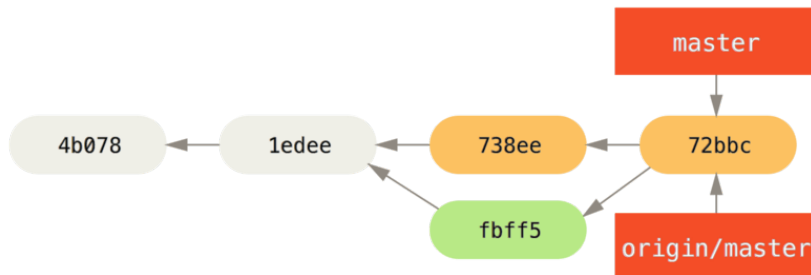 master
4b078
1edee
738ee
72bbc
fbff5
origin/master